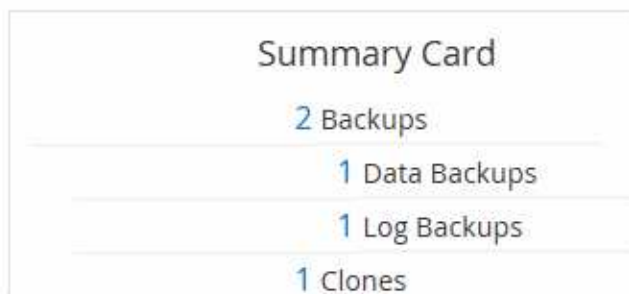 Summary Card
2 Backups
1 Data Backups
1 Log Backups
1 Clones